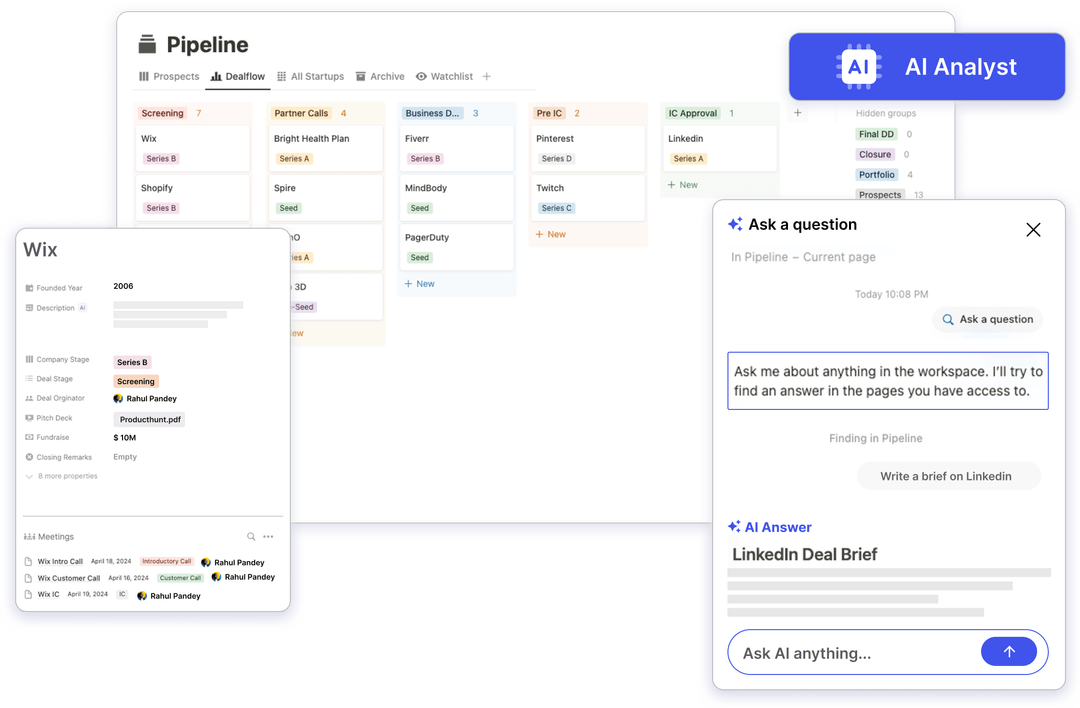 Pipeline
Prospects Dealflow All Startups Archive Watchlist +
AI AI Analyst
Screening 7
Wix
Series B
Shopify
Series B
Partner Calls 4
Bright Health Plan
Series A
Spire
Seed
3D
-Seed
Business D... 3
Fiverr
Series B
MindBody
Seed
PagerDuty
Seed
+ New
Pre IC 2
Pinterest
Series D
Twitch
Series C
+ New
IC Approval 1
Linkedin
Series A
+ New
+
Hidden groups
Final DD 0
Closure 0
Portfolio 4
Prospects 13
Wix
Founded Year 2006
Description AI
Company Stage Series B
Deal Stage Screening
Deal Orginator Rahul Pandey
Pitch Deck Producthunt.pdf
Fundraise $ 10M
Closing Remarks Empty
8 more properties
Meetings
Wix Intro Call April 18, 2024 Introductory Call Rahul Pandey
Wix Customer Call April 16, 2024 Customer Call Rahul Pandey
Wix IC April 19, 2024 IC Rahul Pandey
Ask a question
In Pipeline – Current page
Today 10:08 PM
Ask a question
Ask me about anything in the workspace. I'll try to
find an answer in the pages you have access to.
Finding in Pipeline
Write a brief on Linkedin
AI Answer
LinkedIn Deal Brief
Ask AI anything...